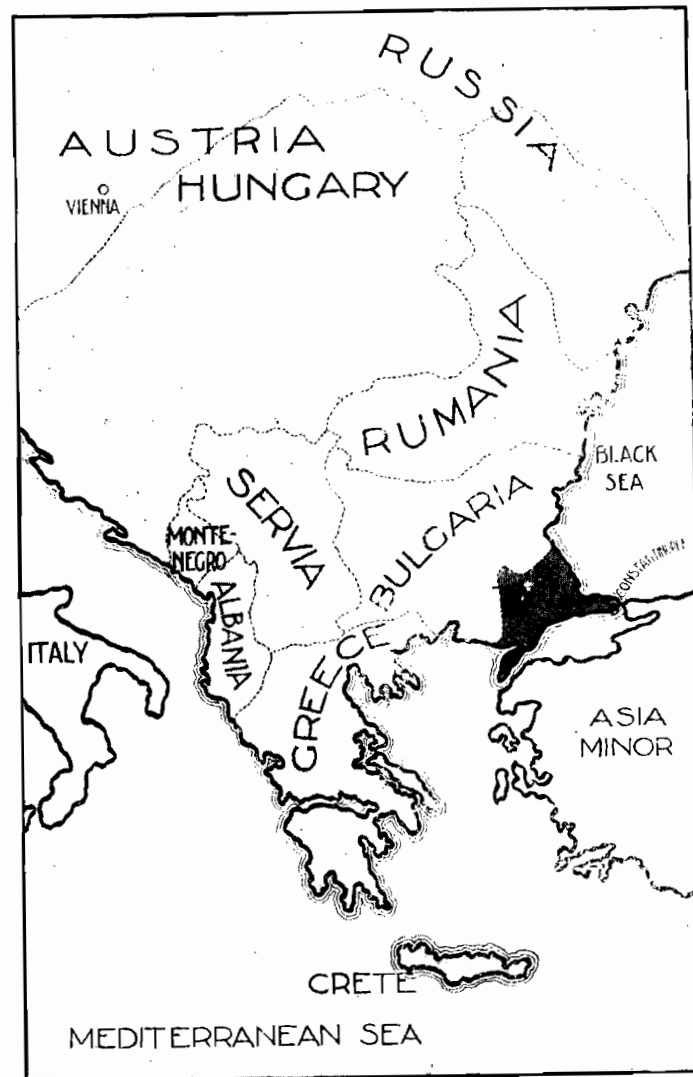 RUSSIA
AUSTRIA
HUNGARY
VIENNA
RUMANIA
BLACK
SEA
SERVIA
BULGARIA
MONTE-
NEGRO
ALBANIA
CONSTANTINOPLE
ITALY
GREECE
ASIA
MINOR
CRETE
MEDITERRANEAN SEA